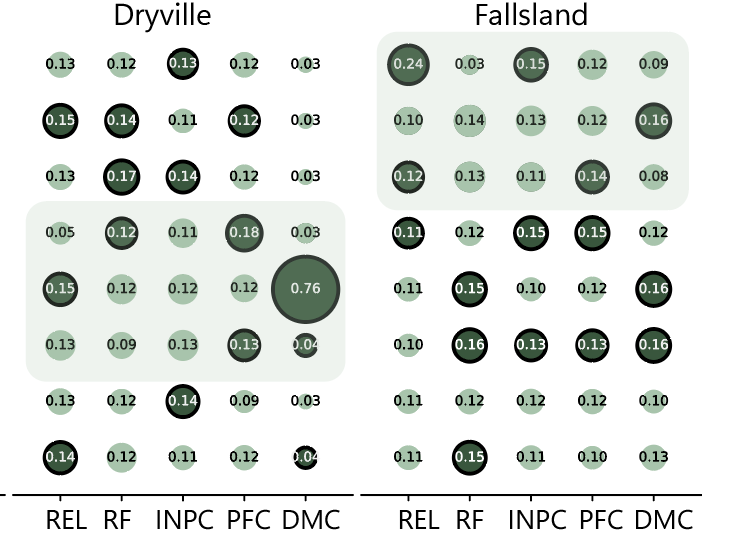 Dryville Fallsland
0.13 0.12 0.13 0.12 0.03 0.24 0.03 0.15 0.12 0.09
0.15 0.14 0.11 0.12 0.03 0.10 0.14 0.13 0.12 0.16
0.13 0.17 0.14 0.12 0.03 0.12 0.13 0.11 0.14 0.08
0.05 0.12 0.11 0.18 0.03 0.11 0.12 0.15 0.15 0.12
0.15 0.12 0.12 0.12 0.76 0.11 0.15 0.10 0.12 0.16
0.13 0.09 0.13 0.13 0.04 0.10 0.16 0.13 0.13 0.16
0.13 0.12 0.14 0.09 0.03 0.11 0.12 0.12 0.12 0.10
0.14 0.12 0.11 0.12 0.04 0.11 0.15 0.11 0.10 0.13
REL RF INPC PFC DMC REL RF INPC PFC DMC